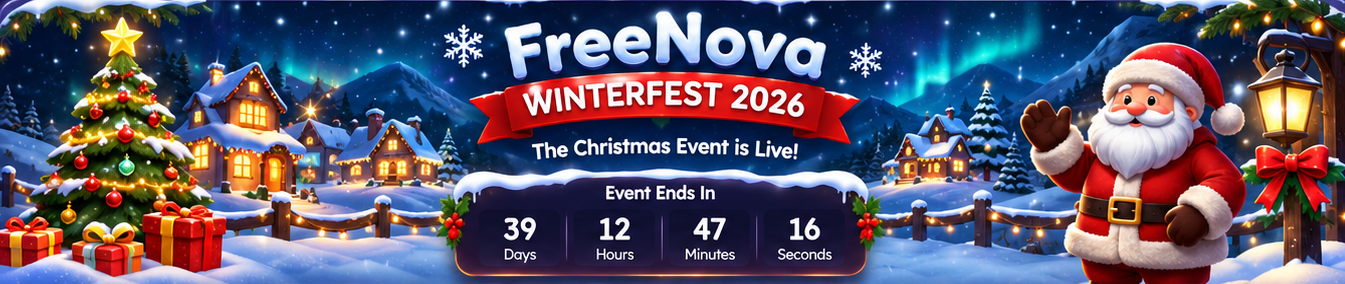 FreeNova
WINTERFEST 2026
The Christmas Event is Live!
Event Ends In
39 12 47 16
Days Hours Minutes Seconds